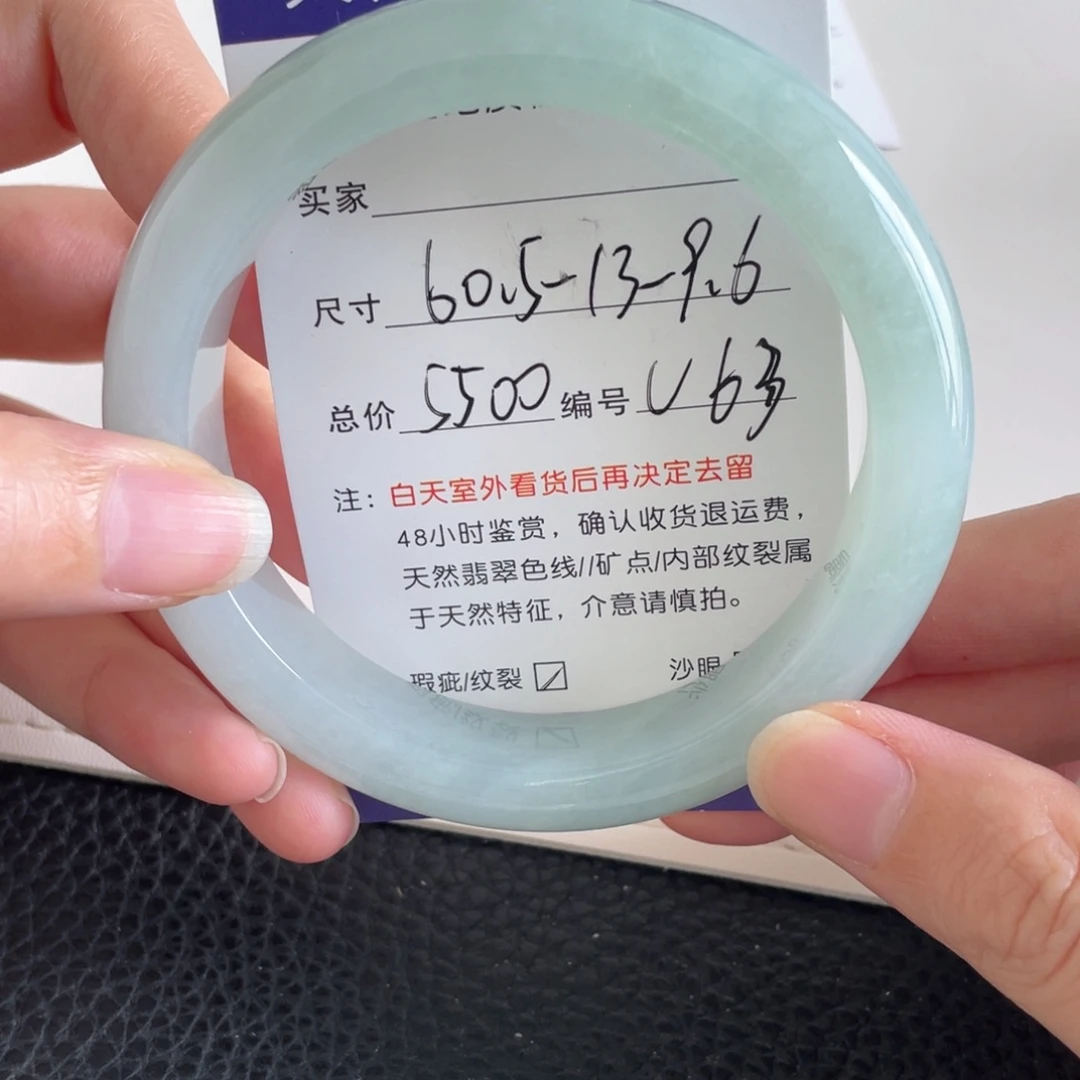 买家
尺寸 60.5-13-9.6
总价 5500 编号 U63
注：白天室外看货后再决定去留
48小时鉴赏，确认收货退运费，
天然翡翠色线//矿点/内部纹裂属
于天然特征，介意请慎拍。
瑕疵/纹裂 沙眼